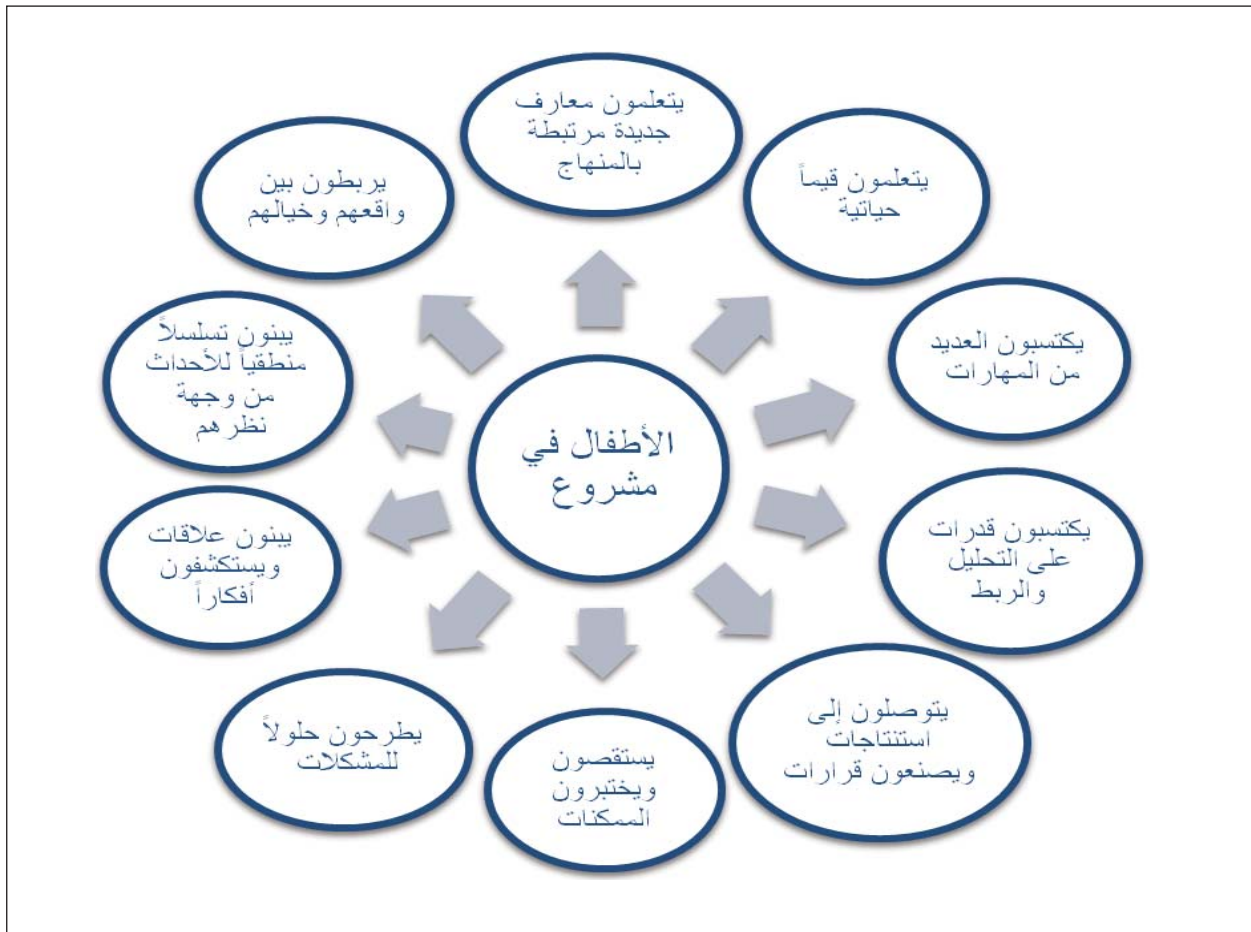 يتعلمون معارف
جديدة مرتبطة
بالمنهاج
يتعلمون قيماً
حياتية
يكتسبون العديد
من المهارات
يكتسبون قدرات
على التحليل
والربط
يتوصلون إلى
استنتاجات
ويصنعون قرارات
يستقصون
ويختبرون
الممكنات
يطرحون حلولاً
للمشكلات
يبنون علاقات
ويستكشفون
أفكاراً
يبنون تسلسلاً
منطقياً للأحداث
من وجهة
نظرهم
يربطون بين
واقعهم وخيالهم
الأطفال في
مشروع